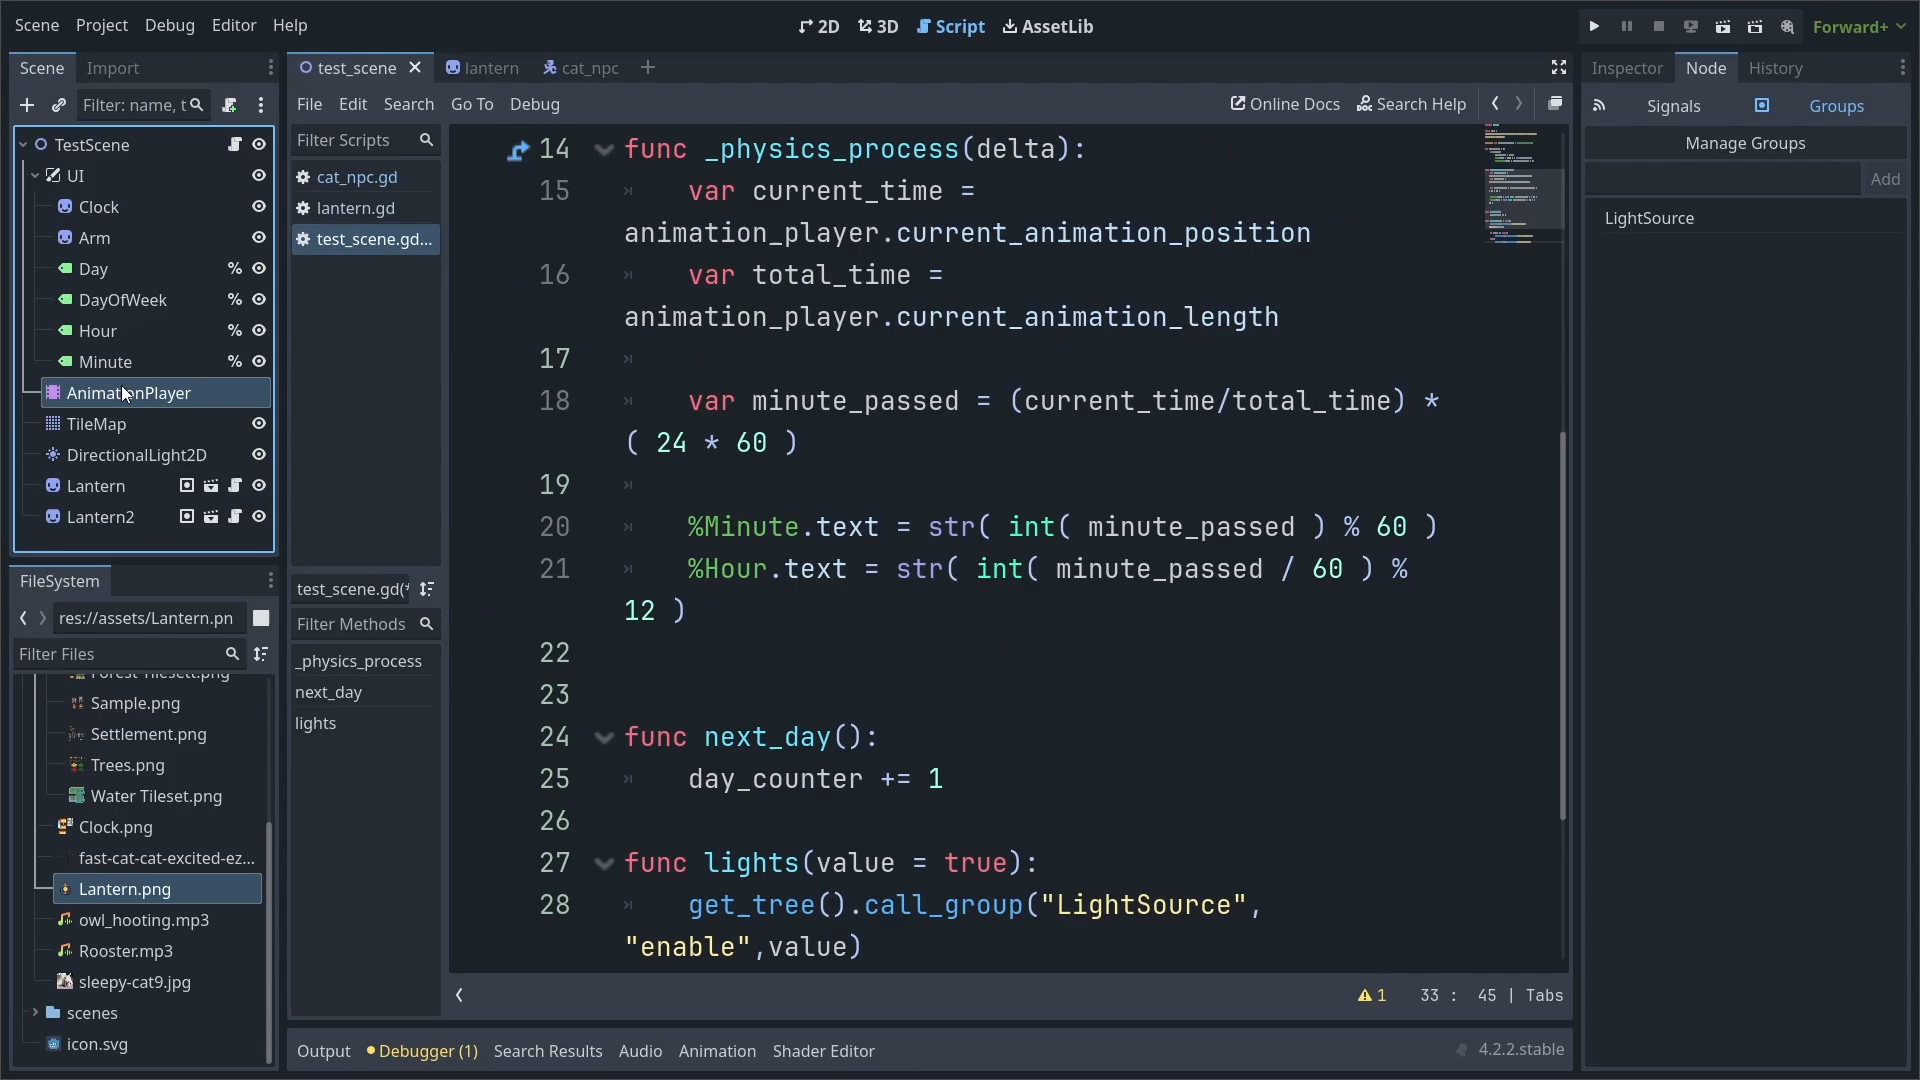 Scene Project Debug Editor Help
2D 3D Script AssetLib
Forward+
Scene Import
test_scene lantern cat_npc
Inspector Node History
Filter: name, t
File Edit Search Go To Debug
Online Docs Search Help
Signals Groups
Manage Groups
Add
LightSource
TestScene
UI
Clock
Arm
Day %
DayOfWeek %
Hour %
Minute %
AnimationPlayer
TileMap
DirectionalLight2D
Lantern
Lantern2
FileSystem
res://assets/Lantern.pn
Filter Files
Forest Tilesett.png
Sample.png
Settlement.png
Trees.png
Water Tileset.png
Clock.png
fast-cat-cat-excited-ez...
Lantern.png
owl_hooting.mp3
Rooster.mp3
sleepy-cat9.jpg
scenes
icon.svg
Filter Scripts
cat_npc.gd
lantern.gd
test_scene.gd...
test_scene.gd(*
Filter Methods
_physics_process
next_day
lights
14 func _physics_process(delta):
15 var current_time =
animation_player.current_animation_position
16 var total_time =
animation_player.current_animation_length
17
18 var minute_passed = (current_time/total_time) *
( 24 * 60 )
19
20 %Minute.text = str( int( minute_passed ) % 60 )
21 %Hour.text = str( int( minute_passed / 60 ) %
12 )
22
23
24 func next_day():
25 day_counter += 1
26
27 func lights(value = true):
28 get_tree().call_group("LightSource",
"enable",value)
1 33 : 45 | Tabs
Output Debugger (1) Search Results Audio Animation Shader Editor
4.2.2.stable